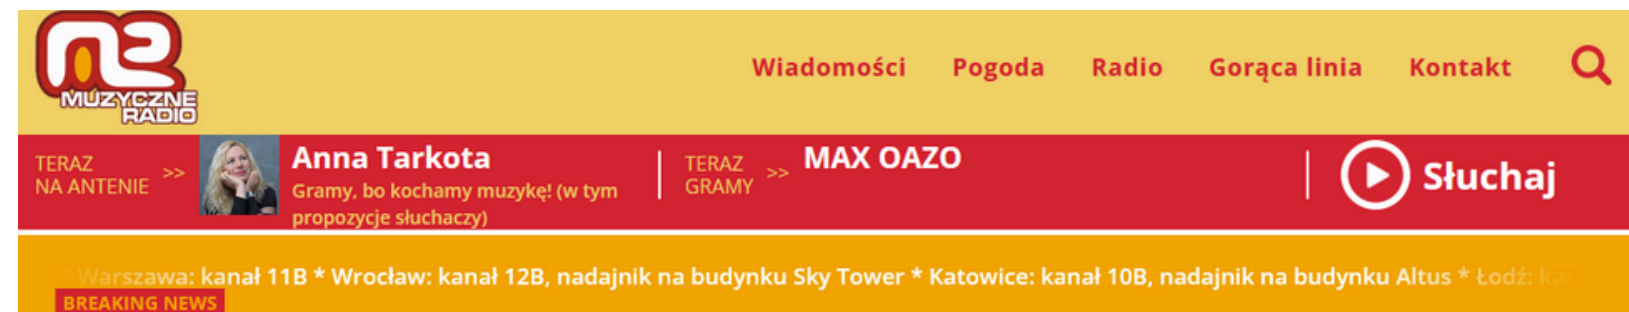 MUZYCZNE
RADIO
Wiadomości Pogoda Radio Gorąca linia Kontakt
TERAZ
NA ANTENIE >>
Anna Tarkota
Gramy, bo kochamy muzykę! (w tym
propozycje słuchaczy)
TERAZ
GRAMY >>
MAX OAZO
Słuchaj
* Warszawa: kanał 11B * Wrocław: kanał 12B, nadajnik na budynku Sky Tower * Katowice: kanał 10B, nadajnik na budynku Altus * Łódź:
BREAKING NEWS